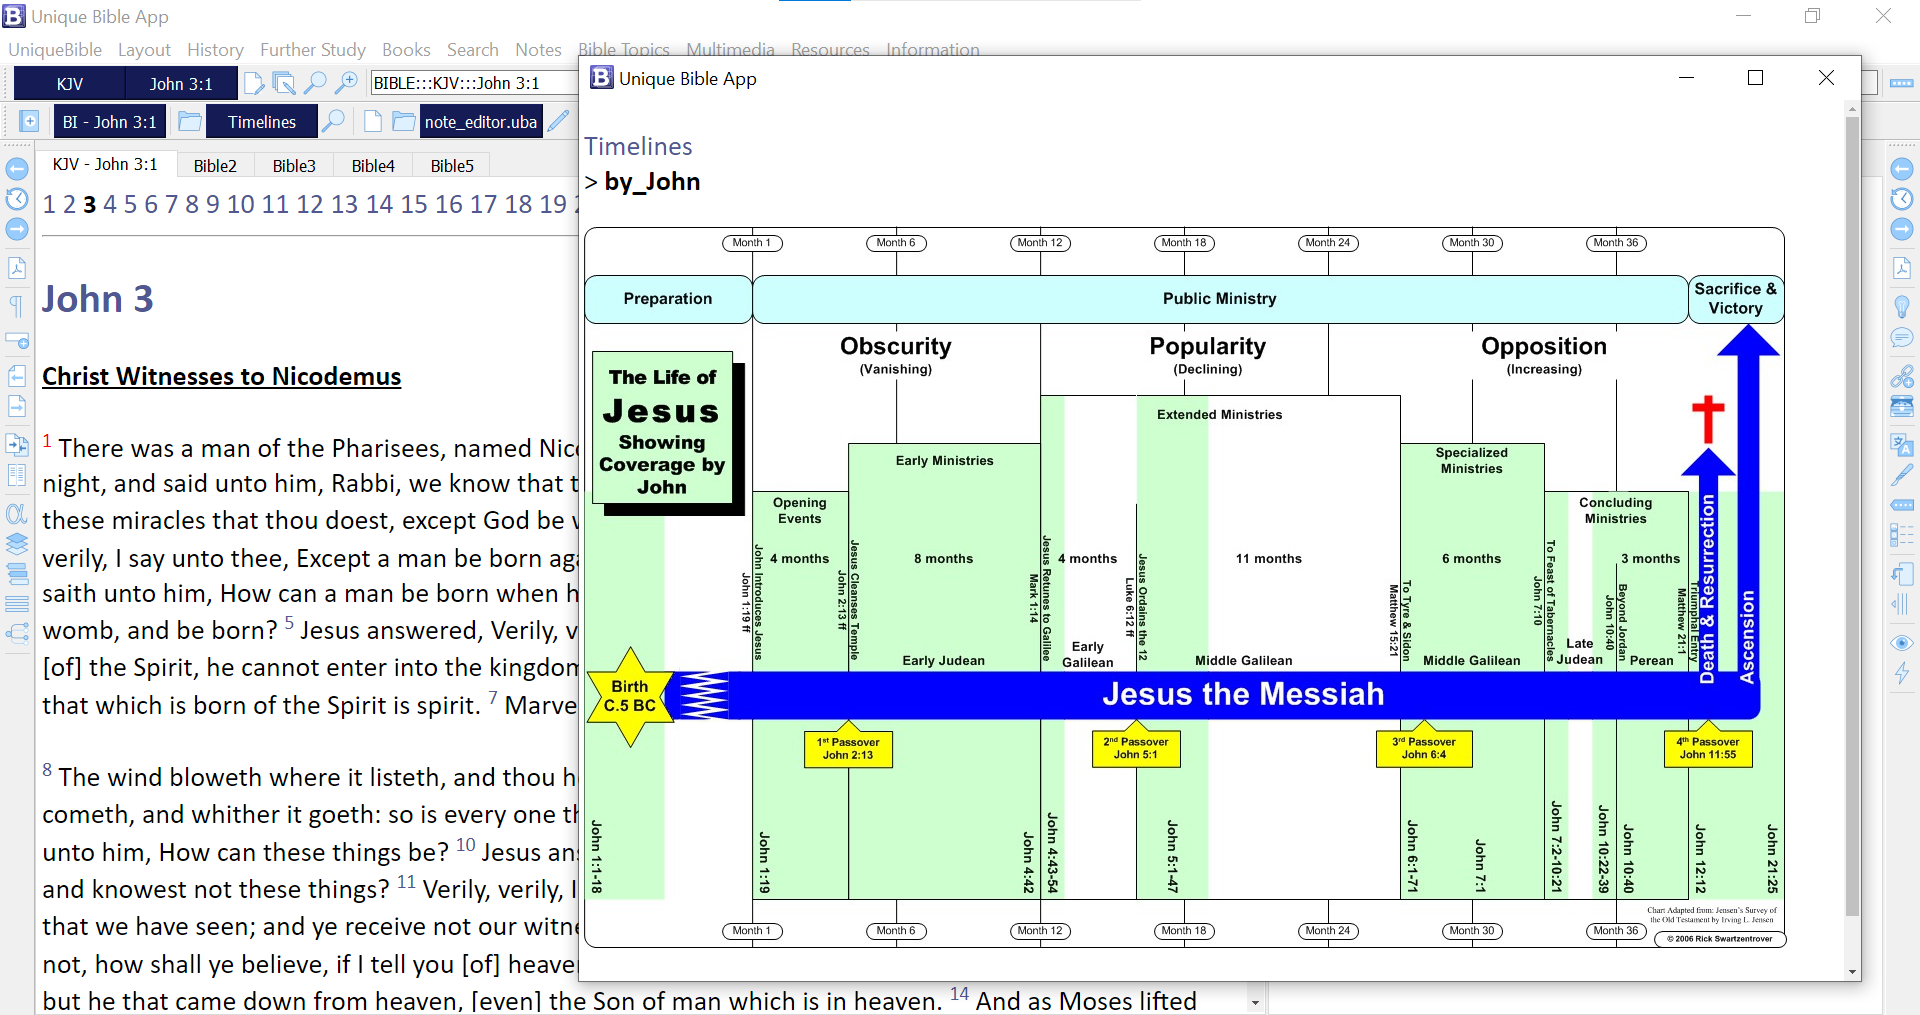 Unique Bible App
UniqueBible Layout History Further Study Books Search Notes Bible Topics Multimedia Resources Information
KJV John 3:1 BIBLE:::KJV:::John 3:1
BI - John 3:1 Timelines note_editor.uba
KJV - John 3:1 Bible2 Bible3 Bible4 Bible5
1 2 3 4 5 6 7 8 9 10 11 12 13 14 15 16 17 18 19
John 3
Christ Witnesses to Nicodemus
1 There was a man of the Pharisees, named
night, and said unto him, Rabbi, we know that
these miracles that thou doest, except God be
verily, I say unto thee, Except a man be born
saith unto him, How can a man be born when
womb, and be born? 5 Jesus answered, Verily,
[of] the Spirit, he cannot enter into the kingdom
that which is born of the Spirit is spirit. 7
8 The wind bloweth where it listeth, and thou
cometh, and whither it goeth: so is every one
unto him, How can these things be? 10 Jesus
and knowest not these things? 11 Verily, verily, I
that we have seen; and ye receive not our
not, how shall ye believe, if I tell you [of]
but he that came down from heaven, [even] the Son of man which is in heaven. 14 And as Moses lifted
Unique Bible App
Timelines
> by_John
Month 1 Month 6 Month 12 Month 18 Month 24 Month 30 Month 36
Preparation
Public Ministry
Sacrifice &
Victory
Obscurity
(Vanishing)
Popularity
(Declining)
Opposition
(Increasing)
The Life of
Jesus
Showing
Coverage by
John
Extended Ministries
Early Ministries
Specialized
Ministries
Opening
Events
Concluding
Ministries
4 months
8 months
4 months
11 months
6 months
3 months
John Introduces Jesus
John 1:19 ff
Jesus Cleanses Temple
John 2:13 ff
Jesus Retunes to Galilee
Mark 1:14
Jesus Ordains the 12
Luke 6:12 ff
To Tyre & Sidon
Matthew 15:21
To Feast of Tabernacles
John 7:10
Beyond Jordan
John 10:40
Triumphal Entry
Matthew 21:1
Death & Resurrection
Ascension
Early Judean
Early
Galilean
Middle Galilean
Middle Galilean
Late
Judean
Perean
Birth
C.5 BC
Jesus the Messiah
1st Passover
John 2:13
2nd Passover
John 5:1
3rd Passover
John 6:4
4th Passover
John 11:55
John 1:1-18
John 1:19
John 4:42
John 4:43-54
John 5:1-47
John 6:1-71
John 7:1
John 7:2-10:21
John 10:22-39
John 10:40
John 12:12
John 21:25
Chart Adapted from: Jensen's Survey of
the Old Testament by Irving L. Jensen
Month 1 Month 6 Month 12 Month 18 Month 24 Month 30 Month 36
© 2006 Rick Swartzentrover